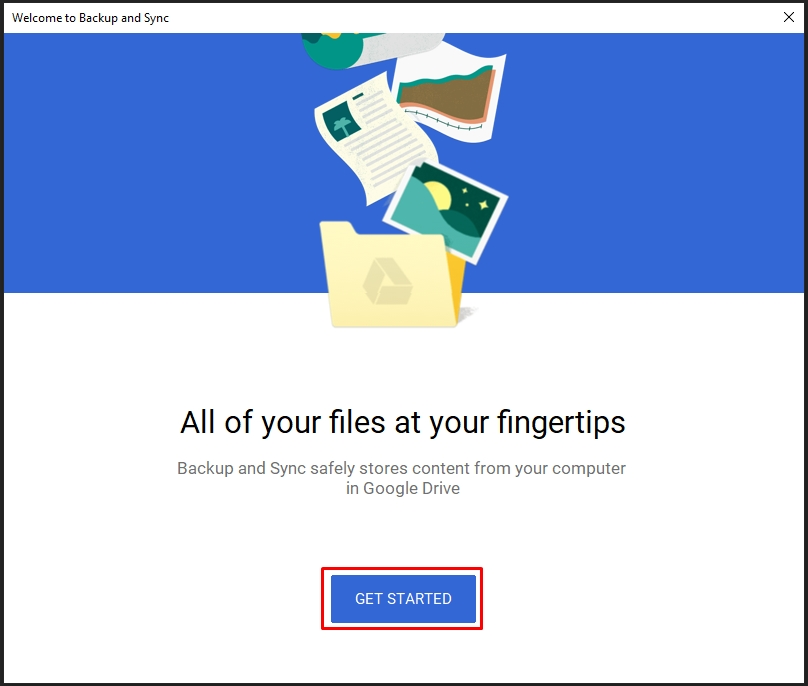 Welcome to Backup and Sync
All of your files at your fingertips
Backup and Sync safely stores content from your computer
in Google Drive
GET STARTED